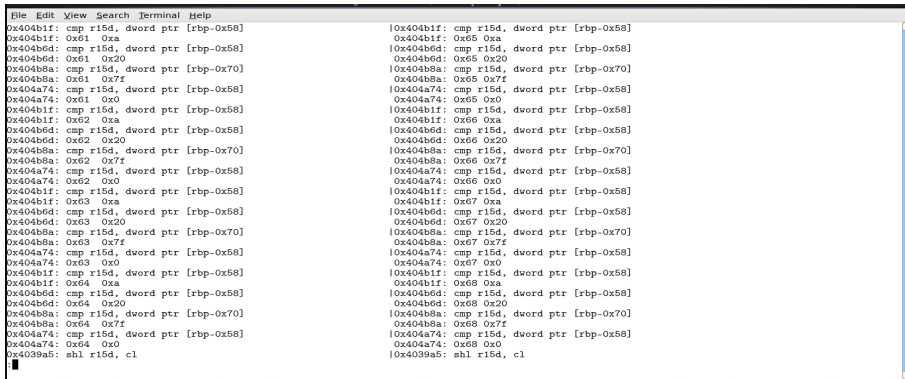 File Edit View Search Terminal Help
0x404b1f: cmp r15d, dword ptr [rbp-0x58] |0x404b1f: cmp r15d, dword ptr [rbp-0x58]
0x404b1f: 0x61 0xa 0x404b1f: 0x65 0xa
0x404b6d: cmp r15d, dword ptr [rbp-0x58] |0x404b6d: cmp r15d, dword ptr [rbp-0x58]
0x404b6d: 0x61 0x20 0x404b6d: 0x65 0x20
0x404b8a: cmp r15d, dword ptr [rbp-0x70] |0x404b8a: cmp r15d, dword ptr [rbp-0x70]
0x404b8a: 0x61 0x7f 0x404b8a: 0x65 0x7f
0x404a74: cmp r15d, dword ptr [rbp-0x58] |0x404a74: cmp r15d, dword ptr [rbp-0x58]
0x404a74: 0x61 0x0 0x404a74: 0x65 0x0
0x404b1f: cmp r15d, dword ptr [rbp-0x58] |0x404b1f: cmp r15d, dword ptr [rbp-0x58]
0x404b1f: 0x62 0xa 0x404b1f: 0x66 0xa
0x404b6d: cmp r15d, dword ptr [rbp-0x58] |0x404b6d: cmp r15d, dword ptr [rbp-0x58]
0x404b6d: 0x62 0x20 0x404b6d: 0x66 0x20
0x404b8a: cmp r15d, dword ptr [rbp-0x70] |0x404b8a: cmp r15d, dword ptr [rbp-0x70]
0x404b8a: 0x62 0x7f 0x404b8a: 0x66 0x7f
0x404a74: cmp r15d, dword ptr [rbp-0x58] |0x404a74: cmp r15d, dword ptr [rbp-0x58]
0x404a74: 0x62 0x0 0x404a74: 0x66 0x0
0x404b1f: cmp r15d, dword ptr [rbp-0x58] |0x404b1f: cmp r15d, dword ptr [rbp-0x58]
0x404b1f: 0x63 0xa 0x404b1f: 0x67 0xa
0x404b6d: cmp r15d, dword ptr [rbp-0x58] |0x404b6d: cmp r15d, dword ptr [rbp-0x58]
0x404b6d: 0x63 0x20 0x404b6d: 0x67 0x20
0x404b8a: cmp r15d, dword ptr [rbp-0x70] |0x404b8a: cmp r15d, dword ptr [rbp-0x70]
0x404b8a: 0x63 0x7f 0x404b8a: 0x67 0x7f
0x404a74: cmp r15d, dword ptr [rbp-0x58] |0x404a74: cmp r15d, dword ptr [rbp-0x58]
0x404a74: 0x63 0x0 0x404a74: 0x67 0x0
0x404b1f: cmp r15d, dword ptr [rbp-0x58] |0x404b1f: cmp r15d, dword ptr [rbp-0x58]
0x404b1f: 0x64 0xa 0x404b1f: 0x68 0xa
0x404b6d: cmp r15d, dword ptr [rbp-0x58] |0x404b6d: cmp r15d, dword ptr [rbp-0x58]
0x404b6d: 0x64 0x20 0x404b6d: 0x68 0x20
0x404b8a: cmp r15d, dword ptr [rbp-0x70] |0x404b8a: cmp r15d, dword ptr [rbp-0x70]
0x404b8a: 0x64 0x7f 0x404b8a: 0x68 0x7f
0x404a74: cmp r15d, dword ptr [rbp-0x58] |0x404a74: cmp r15d, dword ptr [rbp-0x58]
0x404a74: 0x64 0x0 0x404a74: 0x68 0x0
0x4039a5: shl r15d, cl |0x4039a5: shl r15d, cl
: